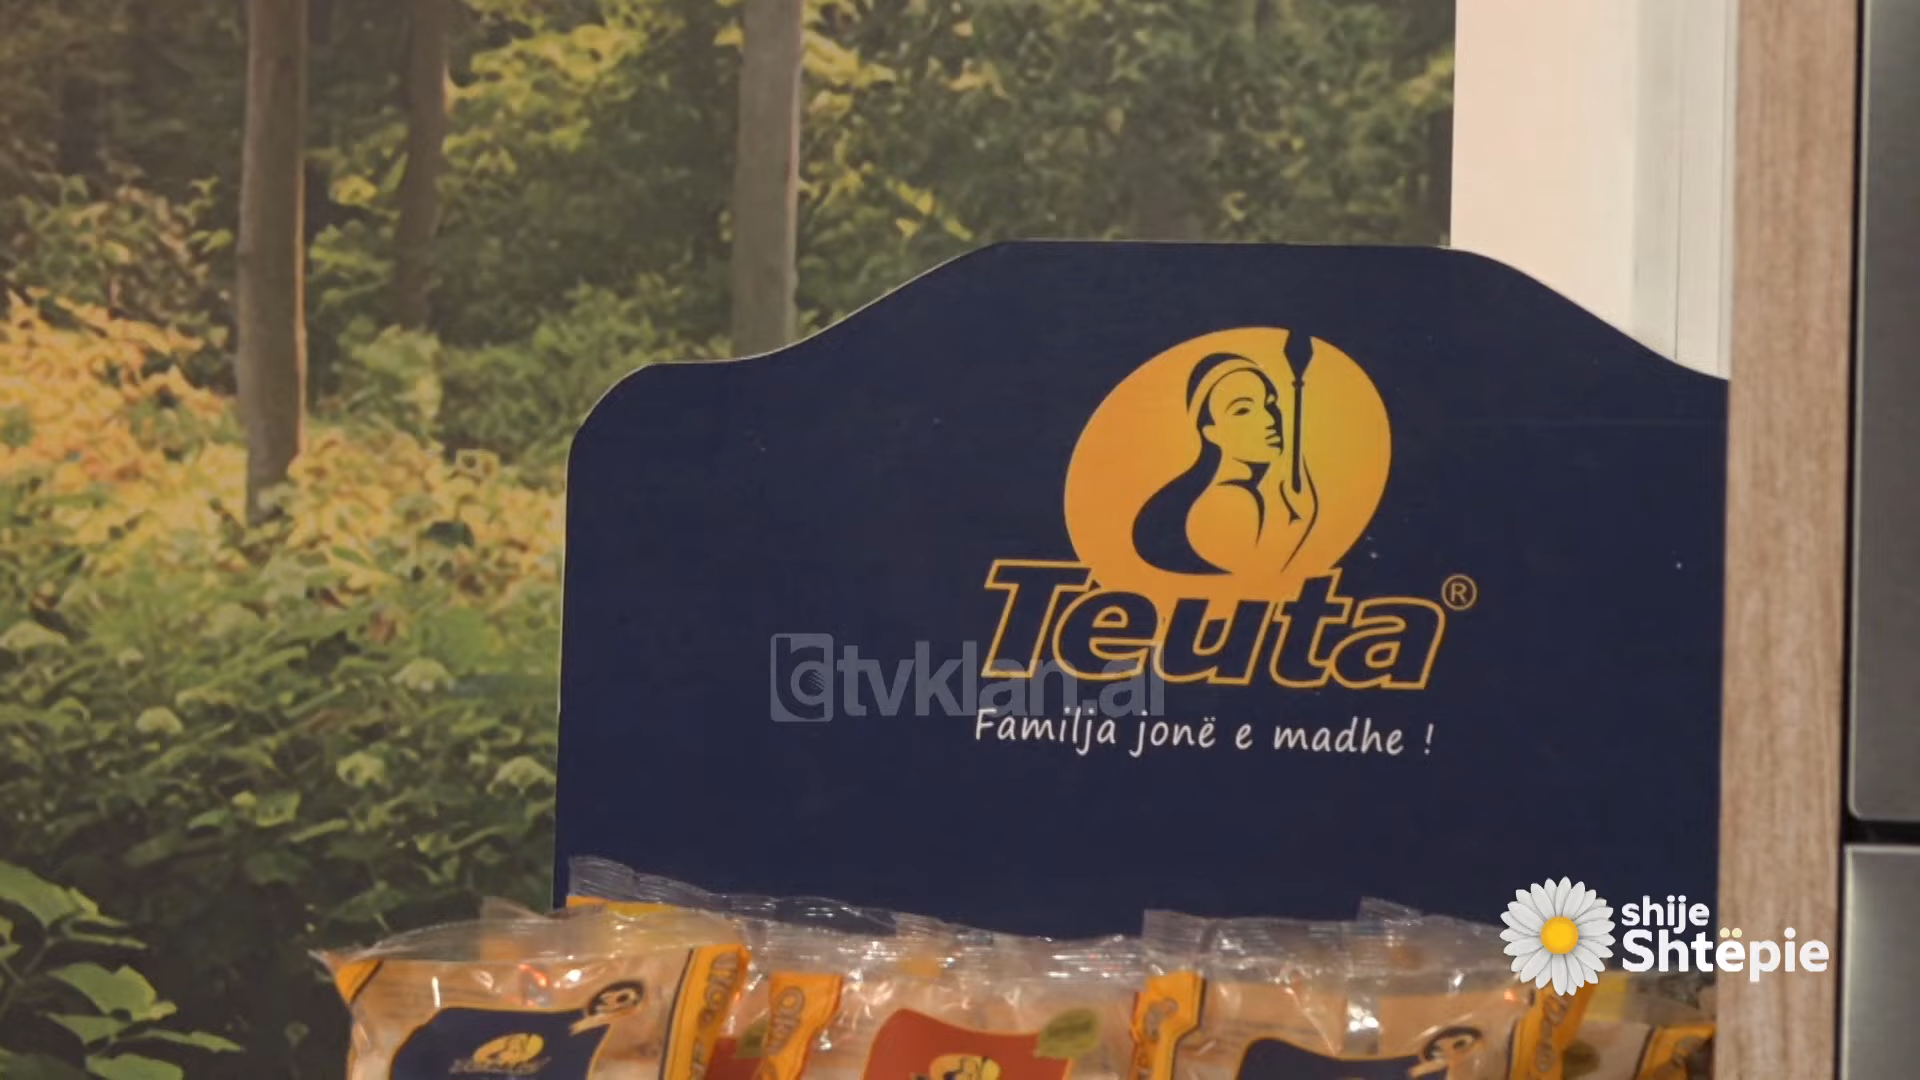 Teuta®
tvklan.al
Familja jonë e madhe !
shije
Shtëpie